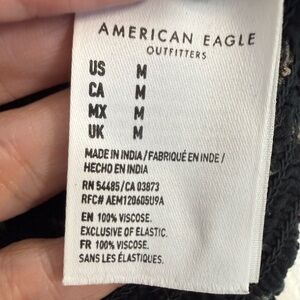 AMERICAN EAGLE
OUTFITTERS
US M
CA M
MX M
UK M
MADE IN INDIA / FABRIQUÉ EN INDE /
HECHO EN INDIA
RN 54485/CA 03873
RFC# AEM120605U9A
EN 100% VISCOSE.
EXCLUSIVE OF ELASTIC.
FR 100% VISCOSE.
SANS LES ÉLASTIQUES.